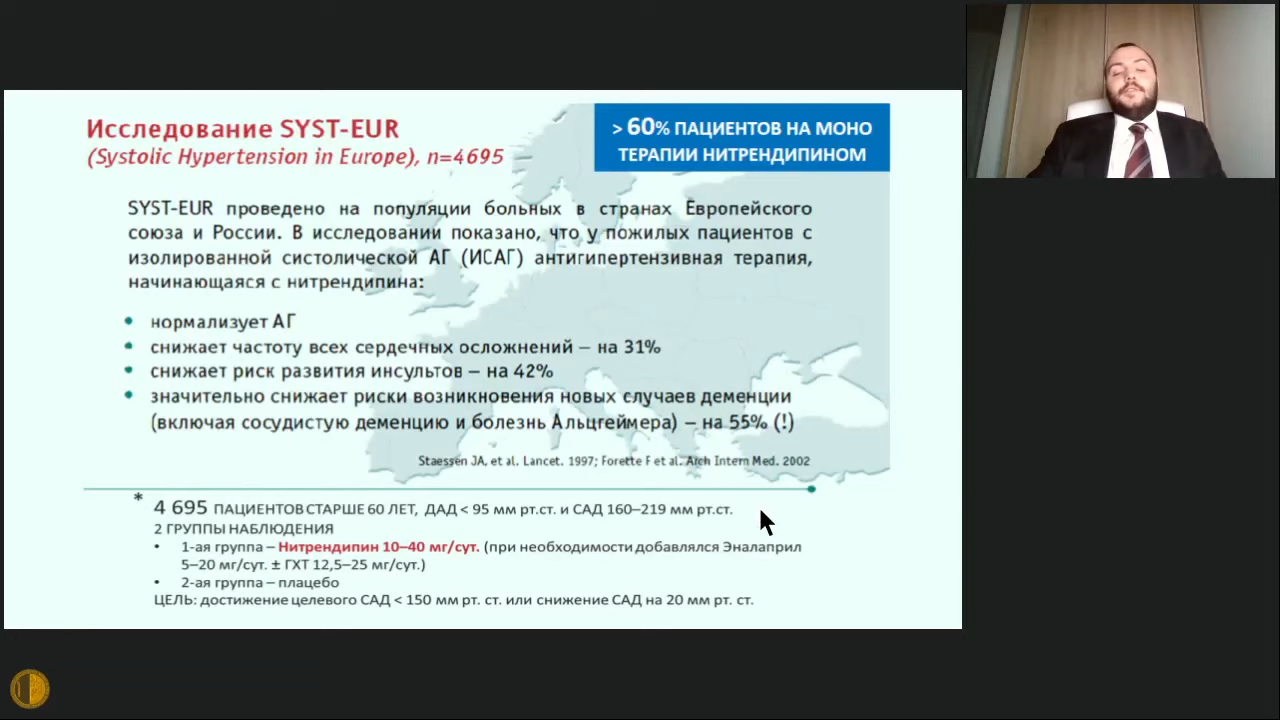 Исследование SYST-EUR
(Systolic Hypertension in Europe), n=4695
> 60% ПАЦИЕНТОВ НА МОНО
ТЕРАПИИ НИТРЕНДИПИНОМ
SYST-EUR проведено на популяции больных в странах Европейского
союза и России. В исследовании показано, что у пожилых пациентов с
изолированной систолической АГ (ИСАГ) антигипертензивная терапия,
начинающаяся с нитрендипина:
• нормализует АГ
• снижает частоту всех сердечных осложнений – на 31%
• снижает риск развития инсультов – на 42%
• значительно снижает риски возникновения новых случаев деменции
(включая сосудистую деменцию и болезнь Альцгеймера) – на 55% (!)
Staessen JA, et al. Lancet. 1997; Forette F et al. Arch Intern Med. 2002
* 4 695 ПАЦИЕНТОВ СТАРШЕ 60 ЛЕТ, ДАД < 95 мм рт.ст. и САД 160–219 мм рт.ст.
2 ГРУППЫ НАБЛЮДЕНИЯ
• 1-ая группа – Нитрендипин 10–40 мг/сут. (при необходимости добавлялся Эналаприл
5–20 мг/сут. ± ГХТ 12,5–25 мг/сут.)
• 2-ая группа – плацебо
ЦЕЛЬ: достижение целевого САД < 150 мм рт. ст. или снижение САД на 20 мм рт. ст.